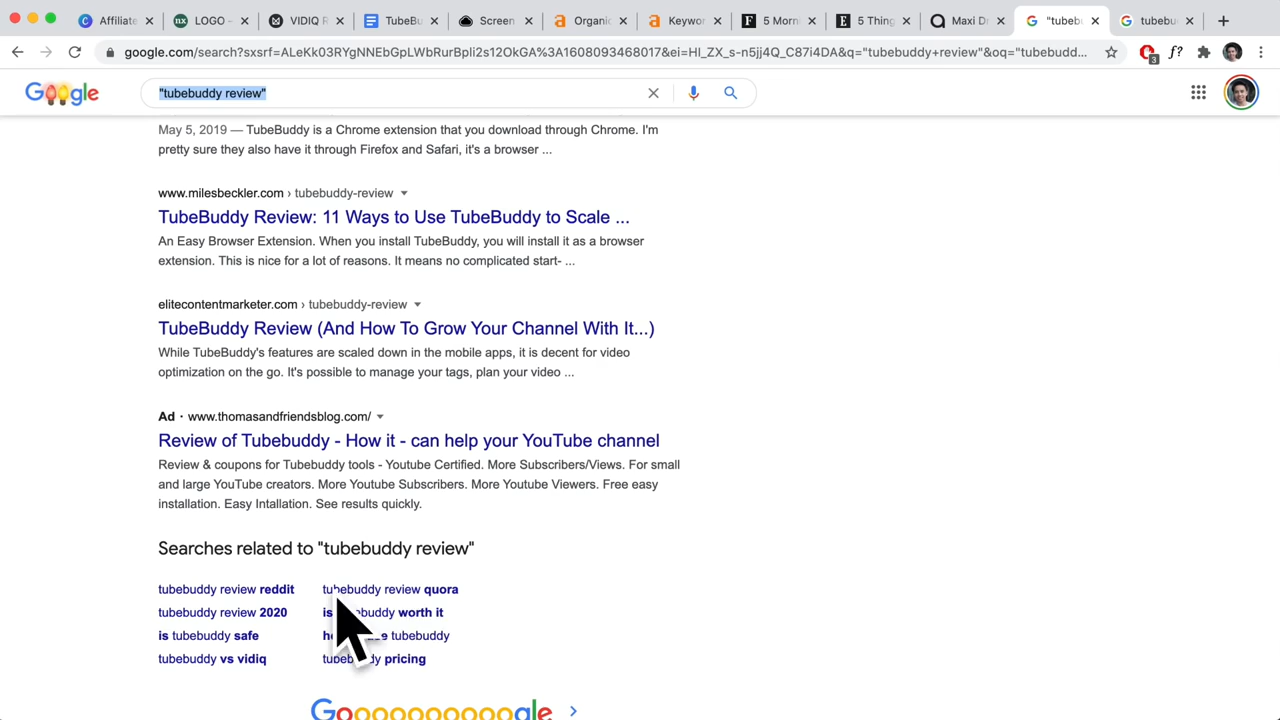 Affiliate
LOGO -
VIDIQ R
TubeBu
Screen
Organic
Keywor
5 Morn
5 Thing
Maxi Dr
"tubebu
tubebu
google.com/search?sxsrf=ALeKk03RYgNNEbGpLWbRurBpli2s12OkGA%3A1608093468017&ei=HI_ZX_s-n5jj4Q_C87i4DA&q="tubebuddy+review"&oq="tubebudd...
f?
3
Google
"tubebuddy review"
May 5, 2019 — TubeBuddy is a Chrome extension that you download through Chrome. I'm
pretty sure they also have it through Firefox and Safari, it's a browser ...
www.milesbeckler.com › tubebuddy-review
TubeBuddy Review: 11 Ways to Use TubeBuddy to Scale ...
An Easy Browser Extension. When you install TubeBuddy, you will install it as a browser
extension. This is nice for a lot of reasons. It means no complicated start- ...
elitecontentmarketer.com › tubebuddy-review
TubeBuddy Review (And How To Grow Your Channel With It...)
While TubeBuddy's features are scaled down in the mobile apps, it is decent for video
optimization on the go. It's possible to manage your tags, plan your video ...
Ad · www.thomasandfriendsblog.com/
Review of Tubebuddy - How it - can help your YouTube channel
Review & coupons for Tubebuddy tools - Youtube Certified. More Subscribers/Views. For small
and large YouTube creators. More Youtube Subscribers. More Youtube Viewers. Free easy
installation. Easy Intallation. See results quickly.
Searches related to "tubebuddy review"
tubebuddy review reddit
tubebuddy review quora
tubebuddy review 2020
is tubebuddy worth it
is tubebuddy safe
tubebuddy
tubebuddy vs vidiq
tubebuddy pricing
Goooooooooogle